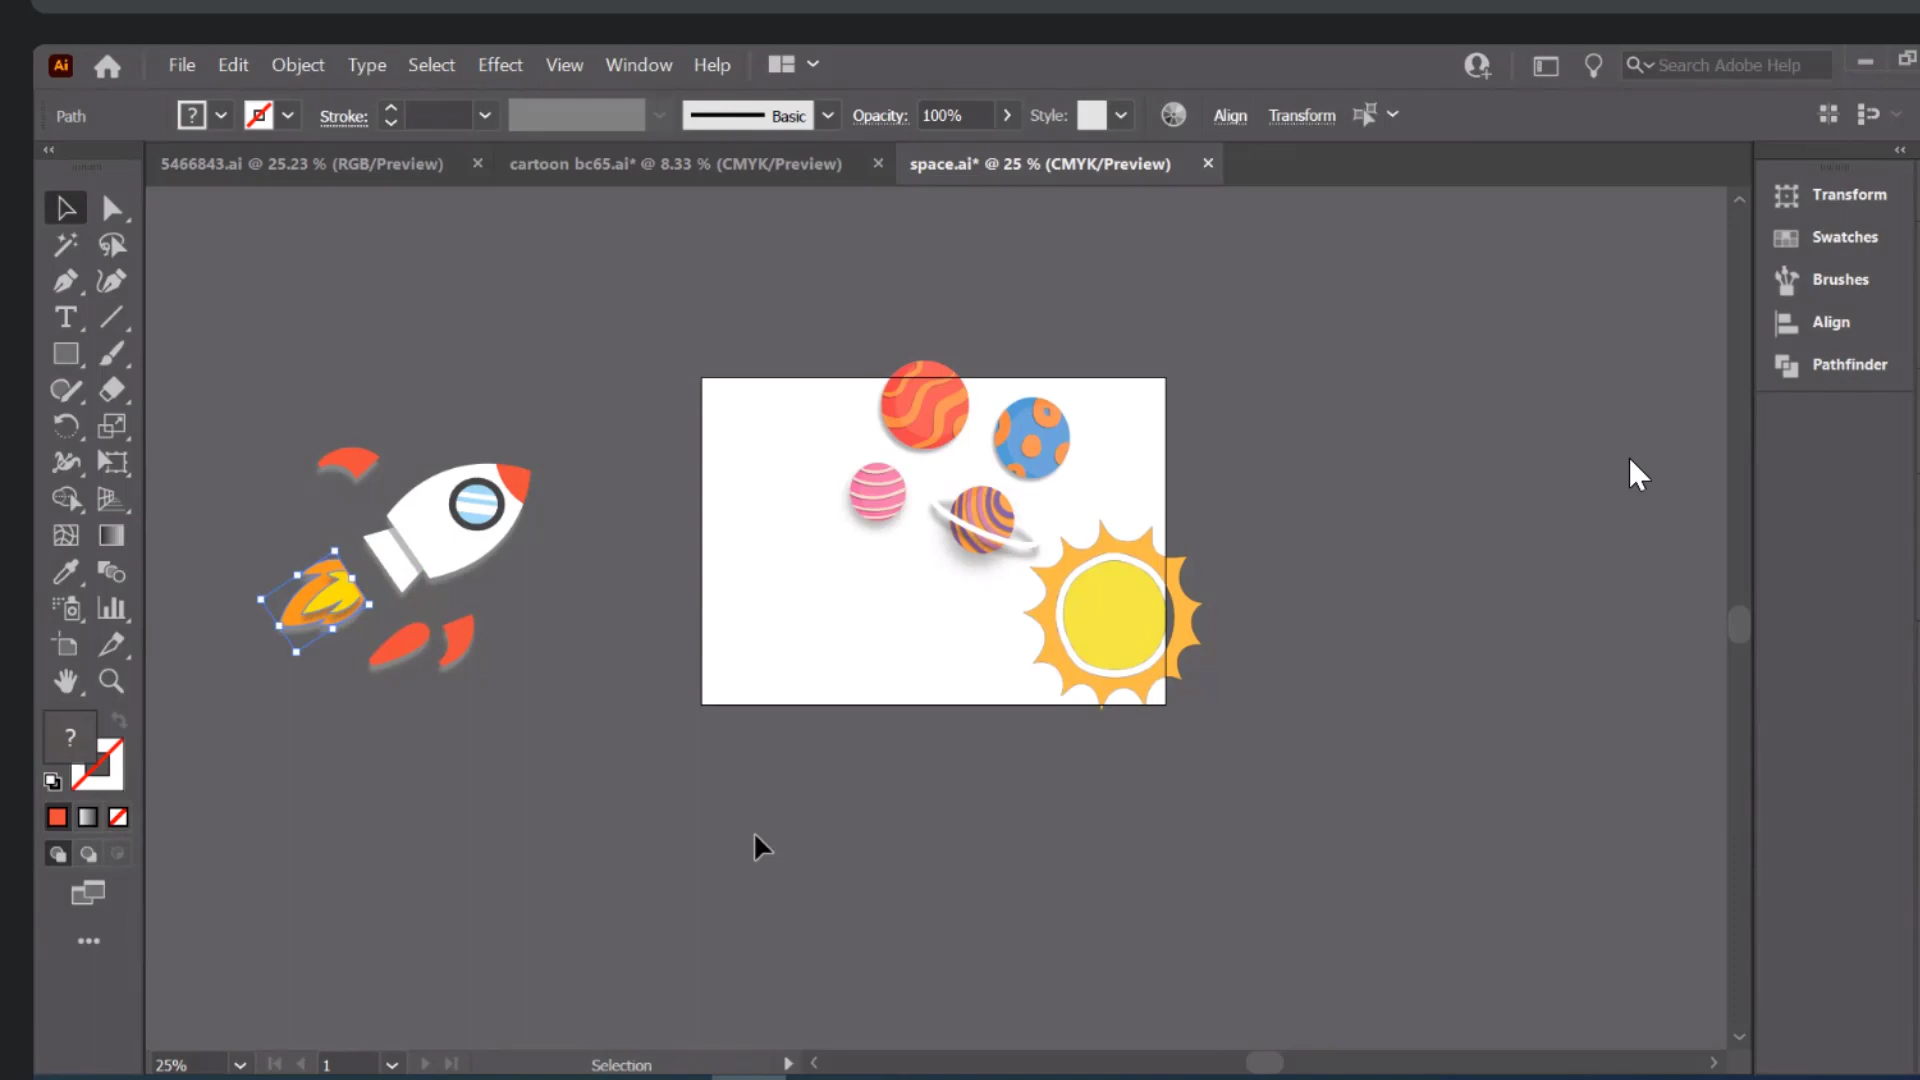 Ai File Edit Object Type Select Effect View Window Help Search Adobe Help
Path ? Stroke: Basic Opacity: 100% Style: Align Transform
5466843.ai @ 25.23 % (RGB/Preview) × cartoon bc65.ai* @ 8.33 % (CMYK/Preview) × space.ai* @ 25 % (CMYK/Preview) ×
Transform
Swatches
Brushes
Align
Pathfinder
?
25% 1 Selection